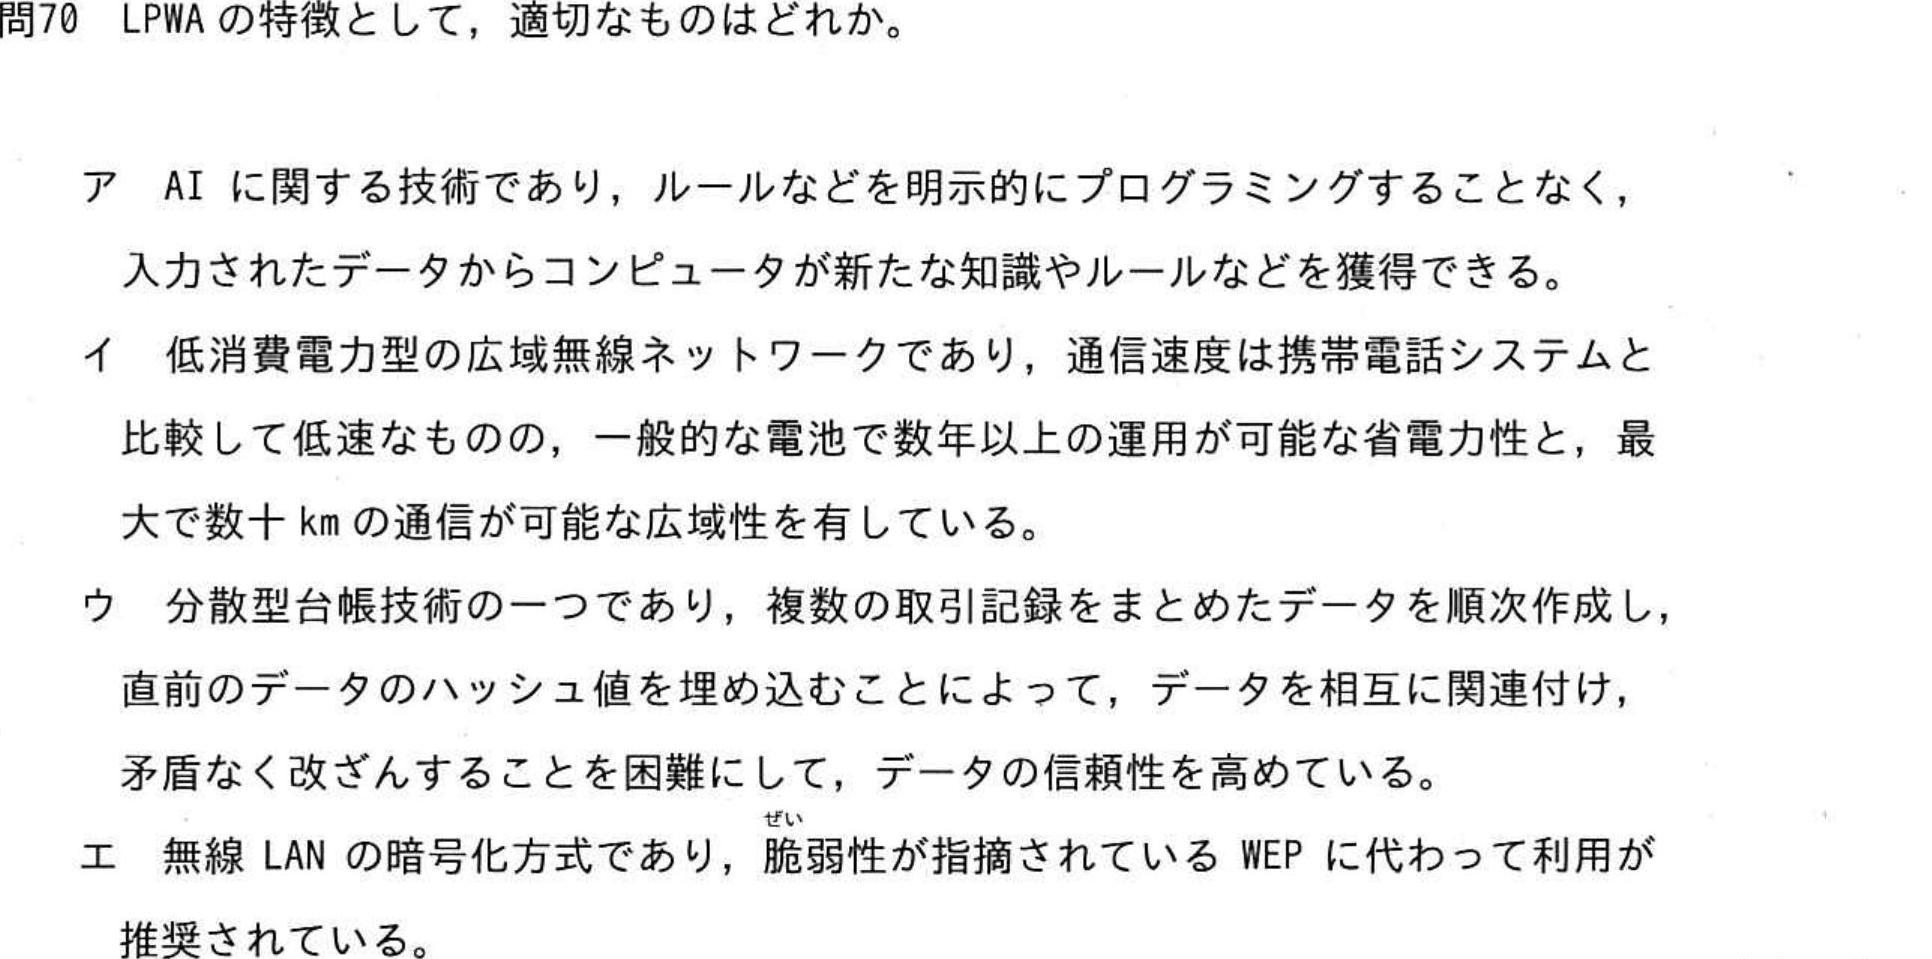 問70 LPWAの特徴として，適切なものはどれか。
ア AI に関する技術であり，ルールなどを明示的にプログラミングすることなく，
入力されたデータからコンピュータが新たな知識やルールなどを獲得できる。
イ 低消費電力型の広域無線ネットワークであり，通信速度は携帯電話システムと
比較して低速なものの，一般的な電池で数年以上の運用が可能な省電力性と，最
大で数十 km の通信が可能な広域性を有している。
ウ 分散型台帳技術の一つであり，複数の取引記録をまとめたデータを順次作成し，
直前のデータのハッシュ値を埋め込むことによって，データを相互に関連付け，
矛盾なく改ざんすることを困難にして，データの信頼性を高めている。
ぜい
エ 無線 LAN の暗号化方式であり，脆弱性が指摘されている WEP に代わって利用が
推奨されている。